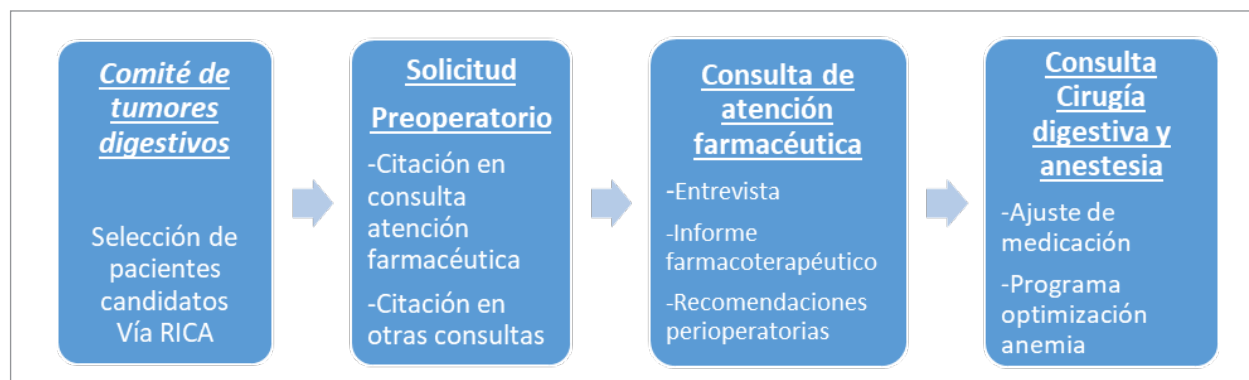 Comité de
tumores
digestivos
Selección de
pacientes
candidatos
Vía RICA
Solicitud
Preoperatorio
-Citación en
consulta
atención
farmacéutica
-Citación en
otras consultas
Consulta de
atención
farmacéutica
-Entrevista
-Informe
farmacoterapéutico
-Recomendaciones
perioperatorias
Consulta
Cirugía
digestiva y
anestesia
-Ajuste de
medicación
-Programa
optimización
anemia